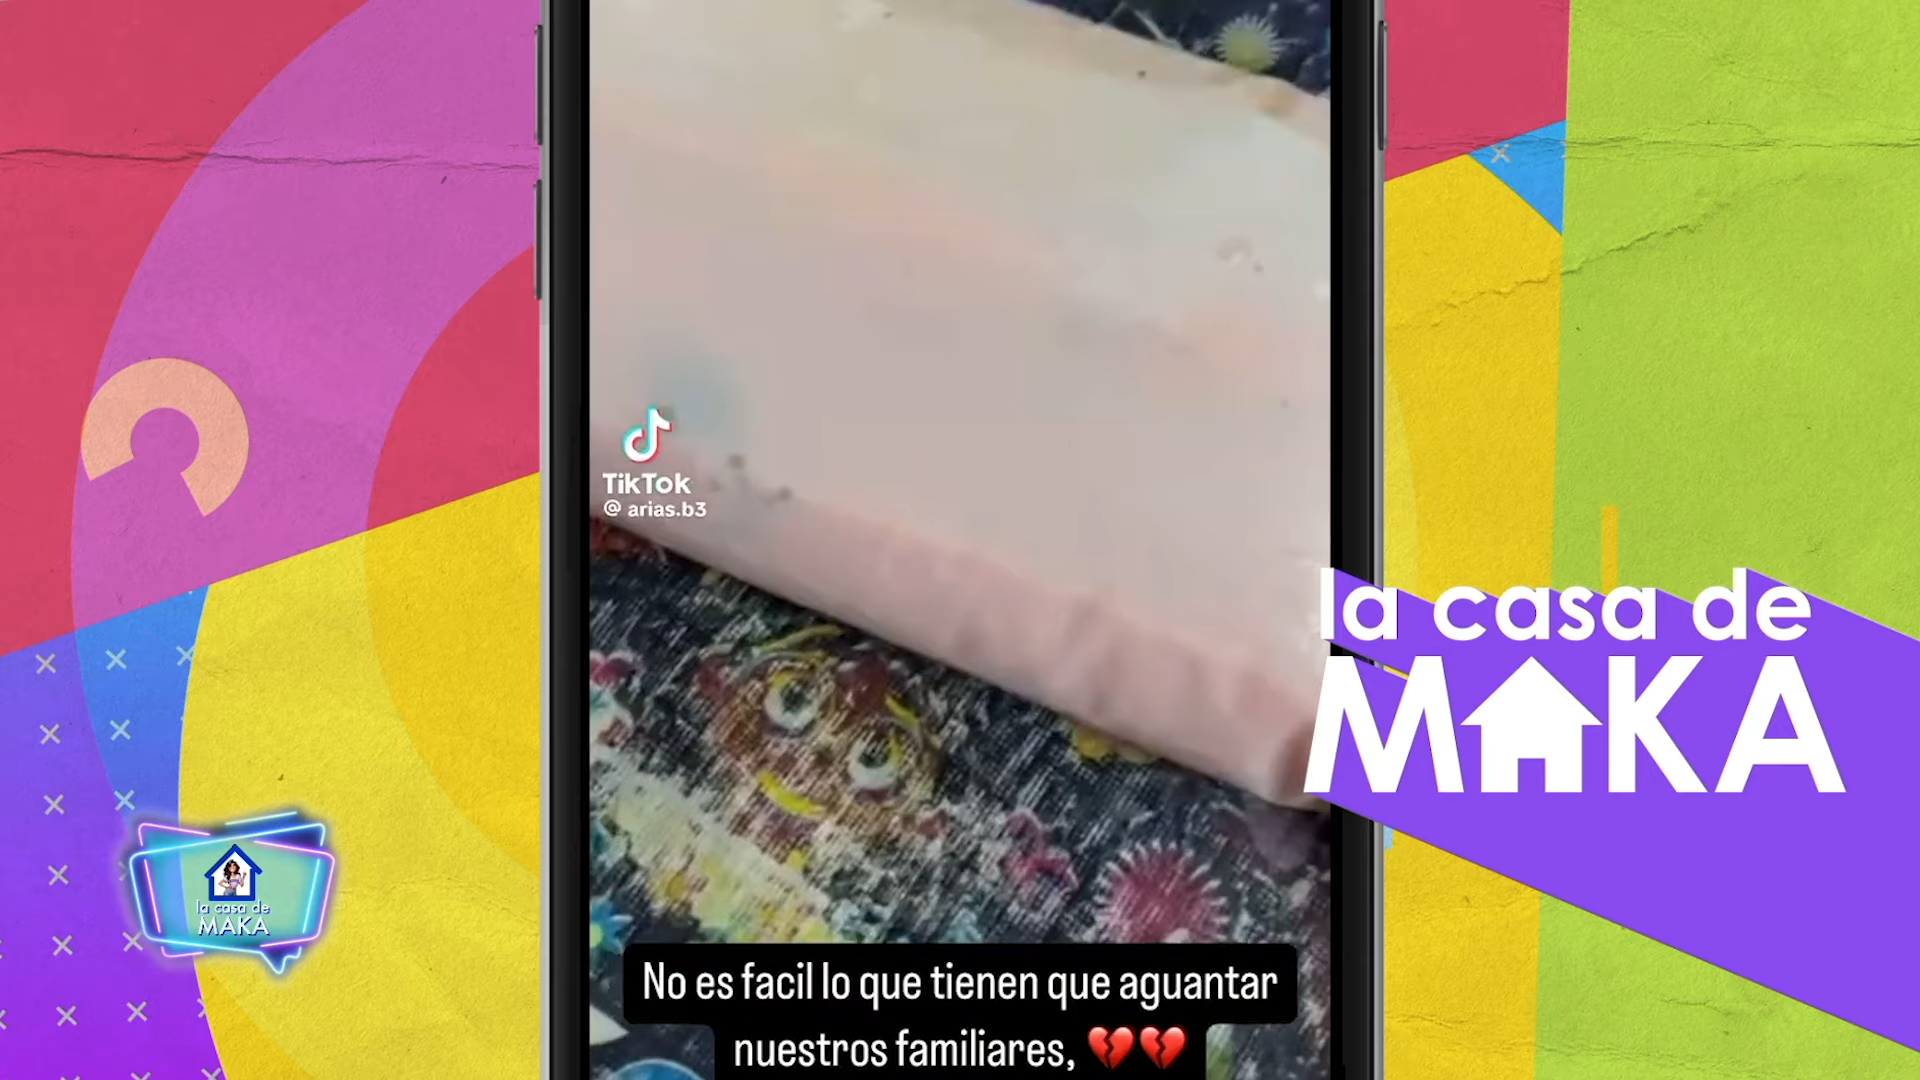 TikTok
@ arias.b3
la casa de
MAKA
la casa de
MAKA
No es facil lo que tienen que aguantar
nuestros familiares, 💔💔